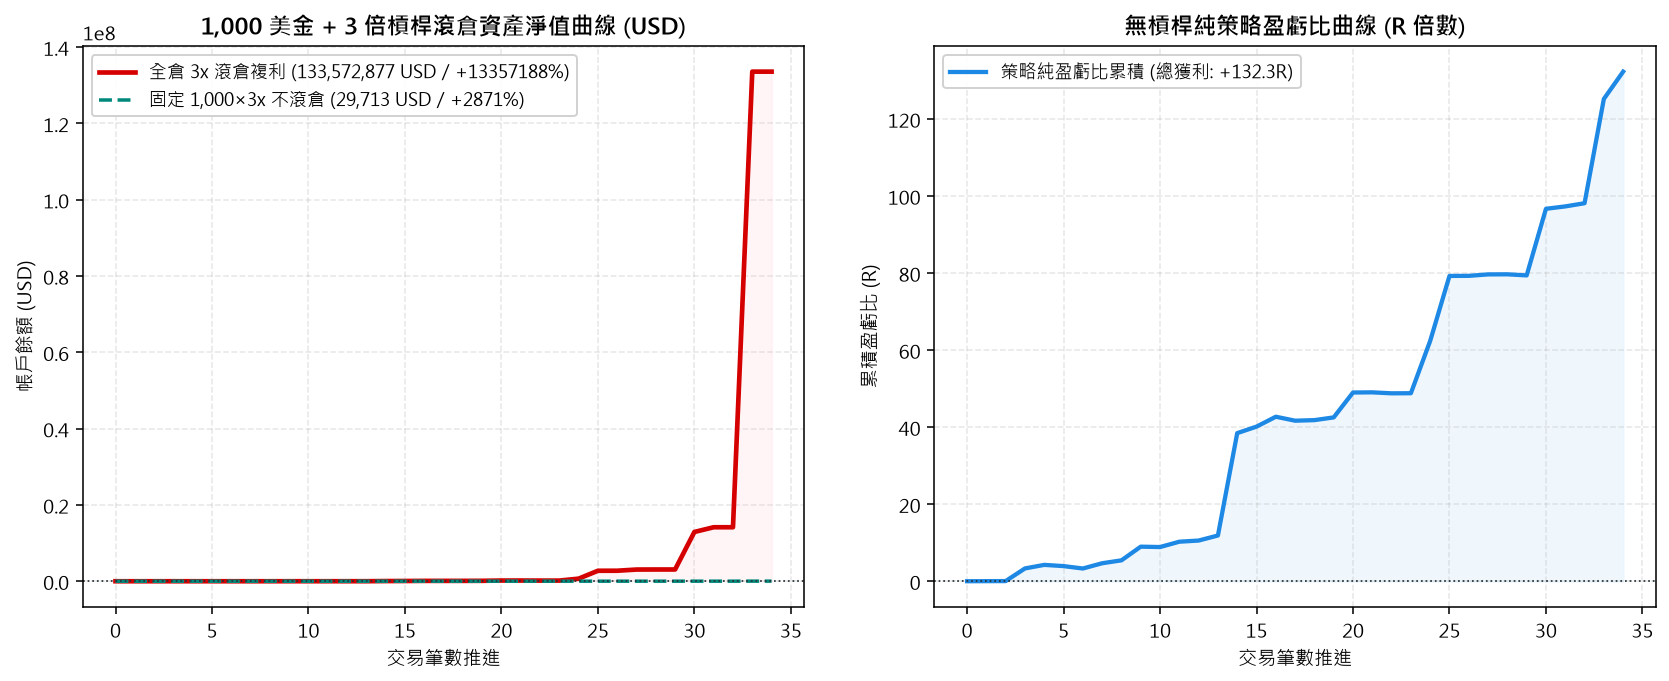 1,000 美金 + 3 倍槓桿滾倉資產淨值曲線 (USD)
1e8
全倉 3x 滾倉複利 (133,572,877 USD / +13357188%)
固定 1,000×3x 不滾倉 (29,713 USD / +2871%)
1.4
1.2
1.0
0.8
0.6
0.4
0.2
0.0
帳戶餘額 (USD)
0 5 10 15 20 25 30 35
交易筆數推進
無槓桿純策略盈虧比曲線 (R 倍數)
策略純盈虧比累積 (總獲利: +132.3R)
120
100
80
60
40
20
0
累積盈虧比 (R)
0 5 10 15 20 25 30 35
交易筆數推進